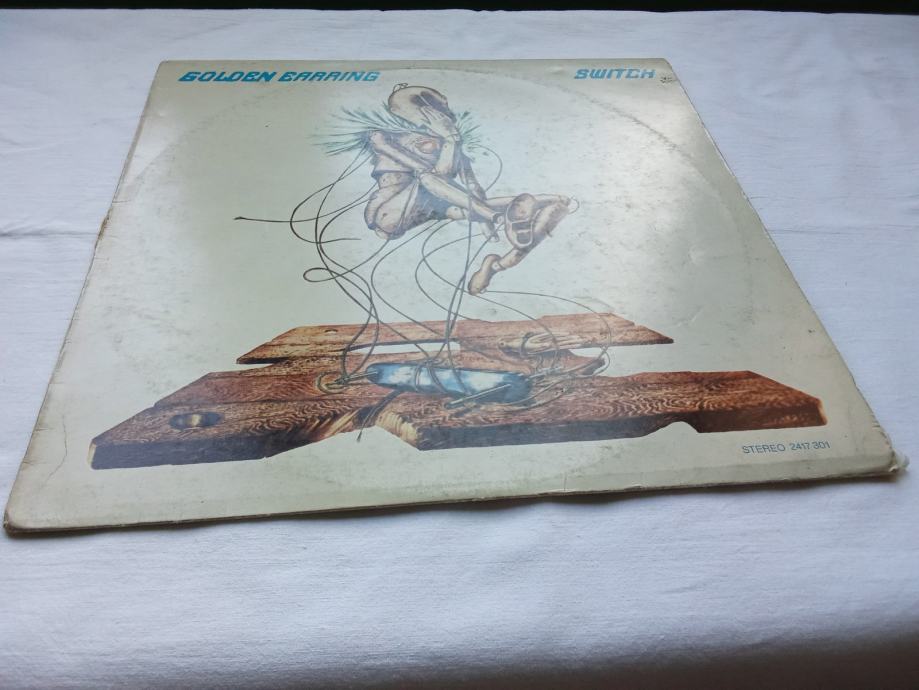 GOLDEN EARRING SWITCH
STEREO 2417 301